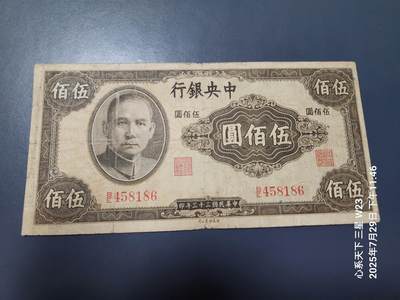 伍佰
伍佰
中央銀行
伍佰圓
伍佰圓
伍佰圓
458186
458186
伍佰
伍佰
中華民國三十三年印
心系天下 三星 W23
2025年7月29日 下午11:46